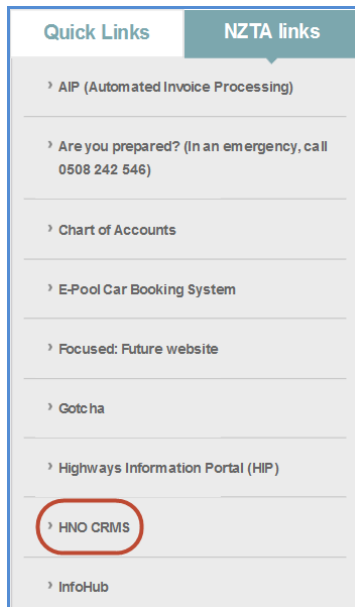 Quick Links
NZTA links
› AIP (Automated Invoice Processing)
› Are you prepared? (In an emergency, call
0508 242 546)
› Chart of Accounts
› E-Pool Car Booking System
› Focused: Future website
› Gotcha
› Highways Information Portal (HIP)
› HNO CRMS
› InfoHub